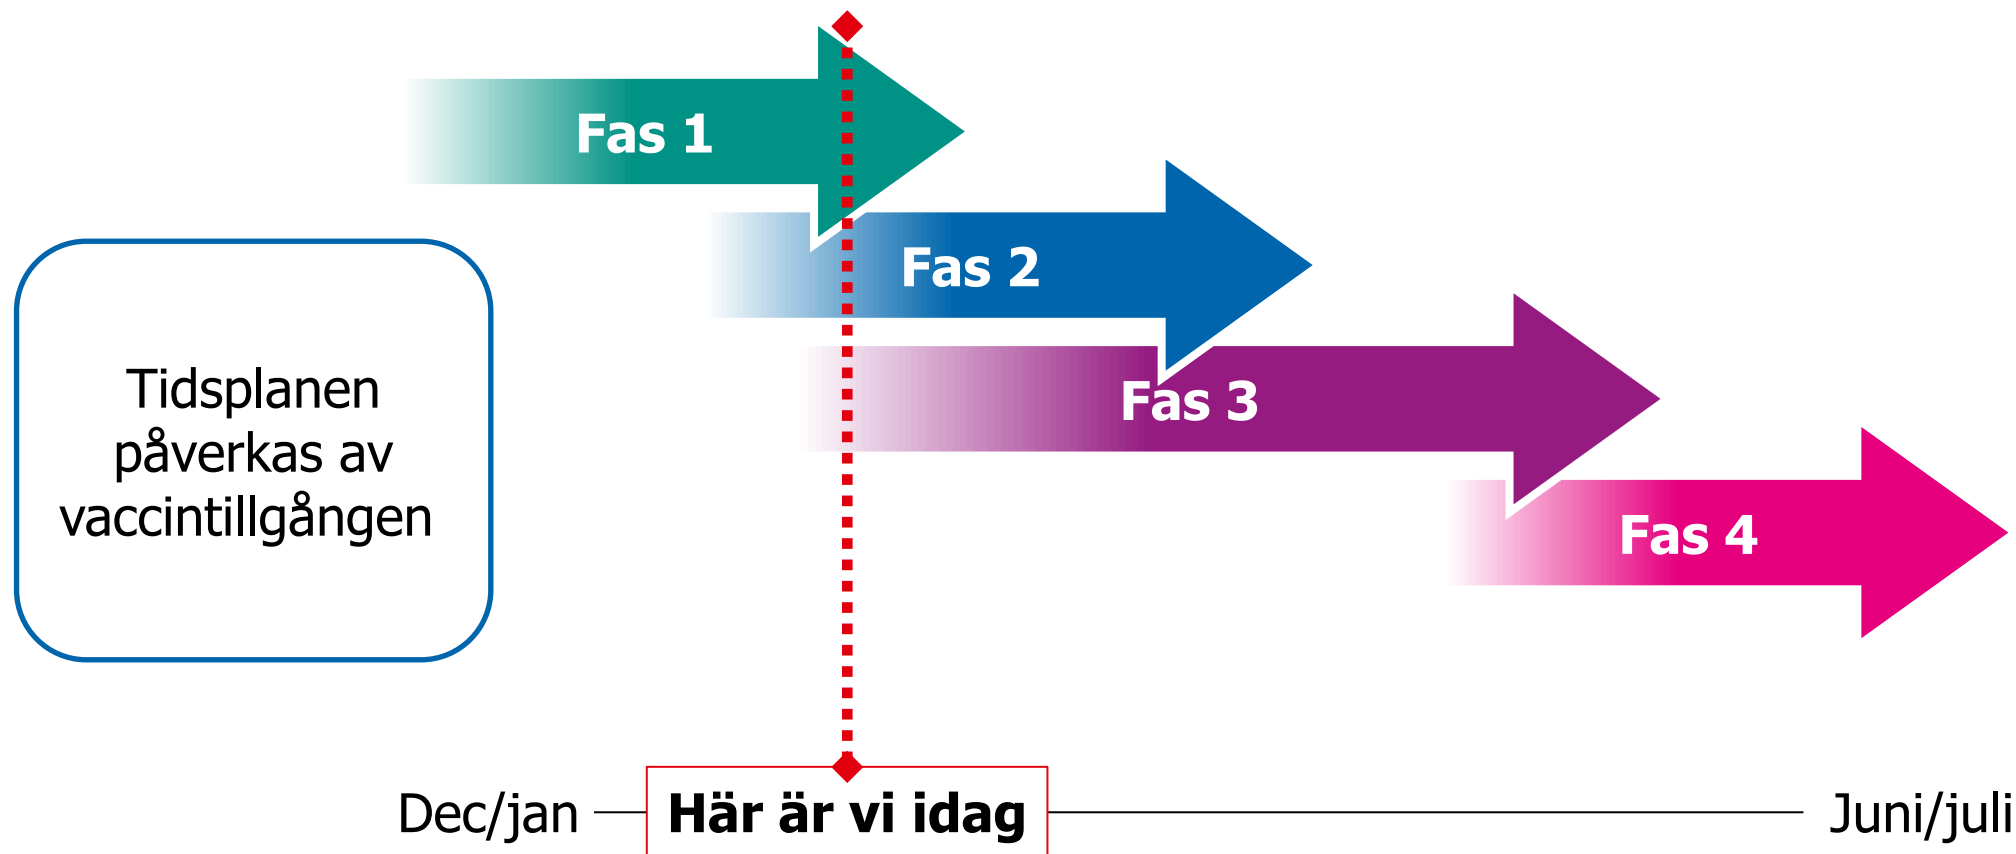 Fas 1
Fas 2
Fas 3
Fas 4
Tidsplanen
påverkas av
vaccintillgången
Dec/jan
Här är vi idag
Juni/juli